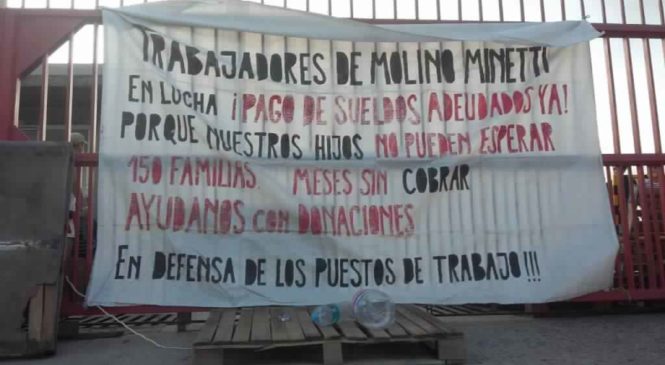 TRABAJADORES DE MOLINO MINETTI
EN LUCHA ¡PAGO DE SUELDOS ADEUDADOS YA!
PORQUE NUESTROS HIJOS NO PUEDEN ESPERAR
150 FAMILIAS MESES SIN COBRAR
AYUDANOS CON DONACIONES
EN DEFENSA DE LOS PUESTOS DE TRABAJO!!!